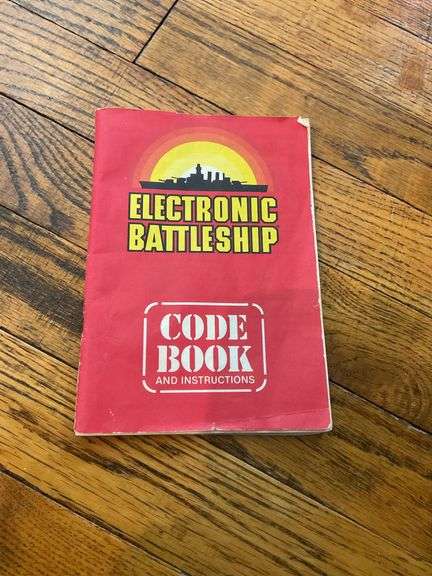 ELECTRONIC
BATTLESHIP
CODE
BOOK
AND INSTRUCTIONS